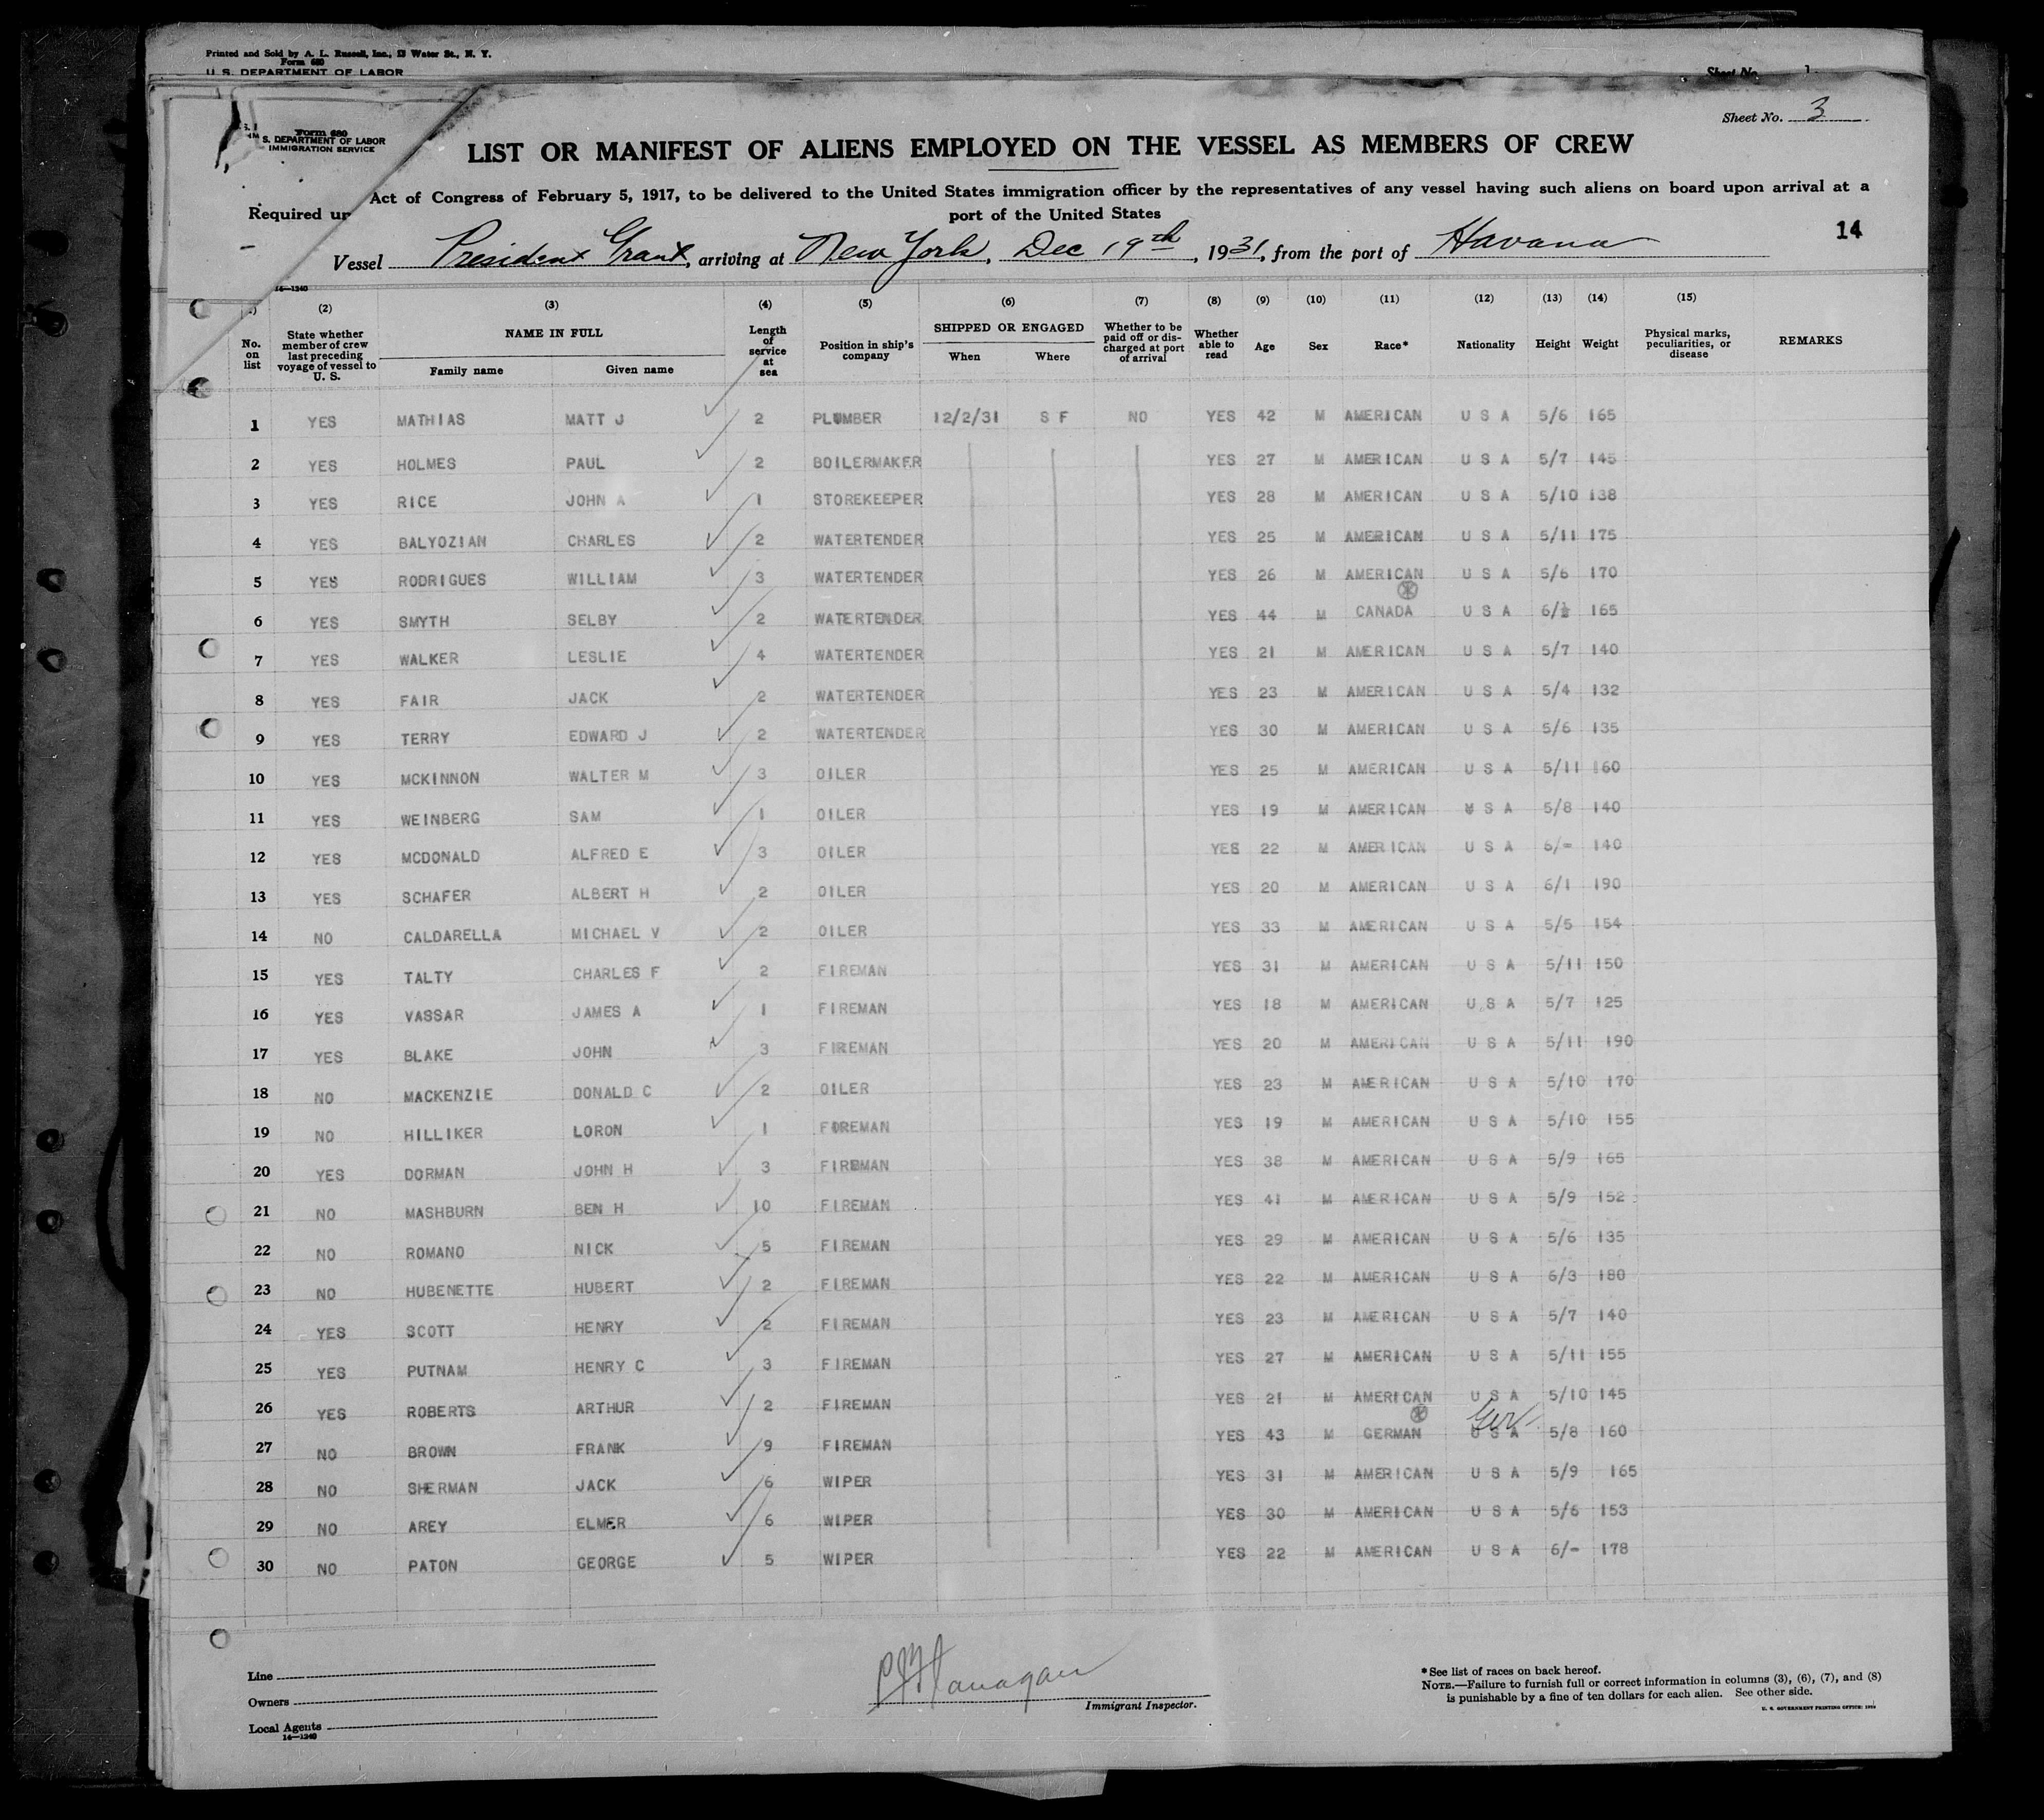 Printed and Sold by A. L. Russell, Inc., 13 Water St., N. Y.
Form 680
U. S. DEPARTMENT OF LABOR
Sheet No. 1
Form 680
S. DEPARTMENT OF LABOR
IMMIGRATION SERVICE
Sheet No. 3
LIST OR MANIFEST OF ALIENS EMPLOYED ON THE VESSEL AS MEMBERS OF CREW
Required un Act of Congress of February 5, 1917, to be delivered to the United States immigration officer by the representatives of any vessel having such aliens on board upon arrival at a
port of the United States
14
Vessel President Grant, arriving at New York, Dec 19th, 1931, from the port of Havana
14—1240
(2) (3) (4) (5) (6) (7) (8) (9) (10) (11) (12) (13) (14) (15)
No. on list State whether member of crew last preceding voyage of vessel to U. S. NAME IN FULL Family name Given name Length of service at sea Position in ship's company SHIPPED OR ENGAGED When Where Whether to be paid off or discharged at port of arrival Whether able to read Age Sex Race* Nationality Height Weight Physical marks, peculiarities, or disease REMARKS
1 YES MATHIAS MATT J 2 PLUMBER 12/2/31 S F NO YES 42 M AMERICAN U S A 5/6 165
2 YES HOLMES PAUL 2 BOILERMAKER YES 27 M AMERICAN U S A 5/7 145
3 YES RICE JOHN A 1 STOREKEEPER YES 28 M AMERICAN U S A 5/10 138
4 YES BALYOZIAN CHARLES 2 WATERTENDER YES 25 M AMERICAN U S A 5/11 175
5 YES RODRIGUES WILLIAM 3 WATERTENDER YES 26 M AMERICAN U S A 5/6 170
6 YES SMYTH SELBY 2 WATERTENDER YES 44 M CANADA U S A 6/½ 165
7 YES WALKER LESLIE 4 WATERTENDER YES 21 M AMERICAN U S A 5/7 140
8 YES FAIR JACK 2 WATERTENDER YES 23 M AMERICAN U S A 5/4 132
9 YES TERRY EDWARD J 2 WATERTENDER YES 30 M AMERICAN U S A 5/6 135
10 YES MCKINNON WALTER M 3 OILER YES 25 M AMERICAN U S A 5/11 160
11 YES WEINBERG SAM 1 OILER YES 19 M AMERICAN U S A 5/8 140
12 YES MCDONALD ALFRED E 3 OILER YES 22 M AMERICAN U S A 6/= 140
13 YES SCHAFER ALBERT H 2 OILER YES 20 M AMERICAN U S A 6/1 190
14 NO CALDARELLA MICHAEL V 2 OILER YES 33 M AMERICAN U S A 5/5 154
15 YES TALTY CHARLES F 2 FIREMAN YES 31 M AMERICAN U S A 5/11 150
16 YES VASSAR JAMES A 1 FIREMAN YES 18 M AMERICAN U S A 5/7 125
17 YES BLAKE JOHN 3 FIREMAN YES 20 M AMERICAN U S A 5/11 190
18 NO MACKENZIE DONALD C 2 OILER YES 23 M AMERICAN U S A 5/10 170
19 NO HILLIKER LORON 1 FOREMAN YES 19 M AMERICAN U S A 5/10 155
20 YES DORMAN JOHN H 3 FIREMAN YES 38 M AMERICAN U S A 5/9 165
21 NO MASHBURN BEN H 10 FIREMAN YES 41 M AMERICAN U S A 5/9 152
22 NO ROMANO NICK 5 FIREMAN YES 29 M AMERICAN U S A 5/6 135
23 NO HUBENETTE HUBERT 2 FIREMAN YES 22 M AMERICAN U S A 6/3 180
24 YES SCOTT HENRY 2 FIREMAN YES 23 M AMERICAN U S A 5/7 140
25 YES PUTNAM HENRY C 3 FIREMAN YES 27 M AMERICAN U S A 5/11 155
26 YES ROBERTS ARTHUR 2 FIREMAN YES 21 M AMERICAN U S A 5/10 145
27 NO BROWN FRANK 9 FIREMAN YES 43 M GERMAN U S A Ger 5/8 160
28 NO SHERMAN JACK 6 WIPER YES 31 M AMERICAN U S A 5/9 165
29 NO AREY ELMER 6 WIPER YES 30 M AMERICAN U S A 5/6 153
30 NO PATON GEORGE 5 WIPER YES 22 M AMERICAN U S A 6/- 178
Line
Owners
Local Agents
14—1240
Flanagan
Immigrant Inspector.
*See list of races on back hereof.
NOTE.—Failure to furnish full or correct information in columns (3), (6), (7), and (8)
is punishable by a fine of ten dollars for each alien. See other side.
U. S. GOVERNMENT PRINTING OFFICE: